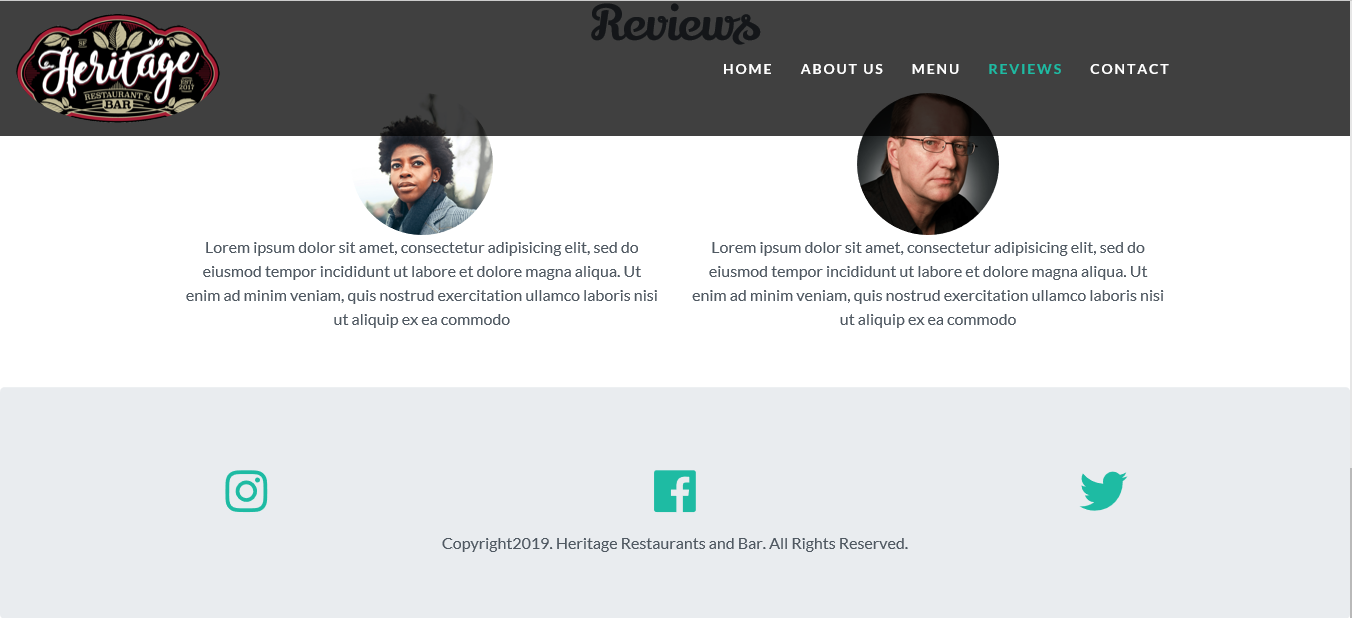 Reviews
SF
Heritage
RESTAURANT &
BAR
EST.
2017
HOME ABOUT US MENU REVIEWS CONTACT
Lorem ipsum dolor sit amet, consectetur adipisicing elit, sed do
eiusmod tempor incididunt ut labore et dolore magna aliqua. Ut
enim ad minim veniam, quis nostrud exercitation ullamco laboris nisi
ut aliquip ex ea commodo
Lorem ipsum dolor sit amet, consectetur adipisicing elit, sed do
eiusmod tempor incididunt ut labore et dolore magna aliqua. Ut
enim ad minim veniam, quis nostrud exercitation ullamco laboris nisi
ut aliquip ex ea commodo
Copyright2019. Heritage Restaurants and Bar. All Rights Reserved.